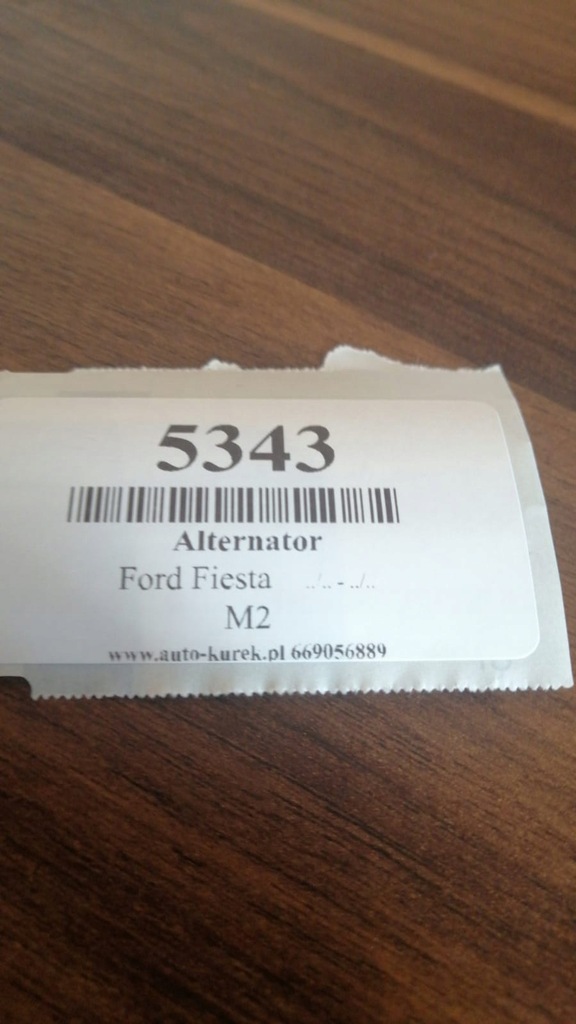 5343
Alternator
Ford Fiesta ../.. - ../..
M2
www.auto-kurek.pl 669056889